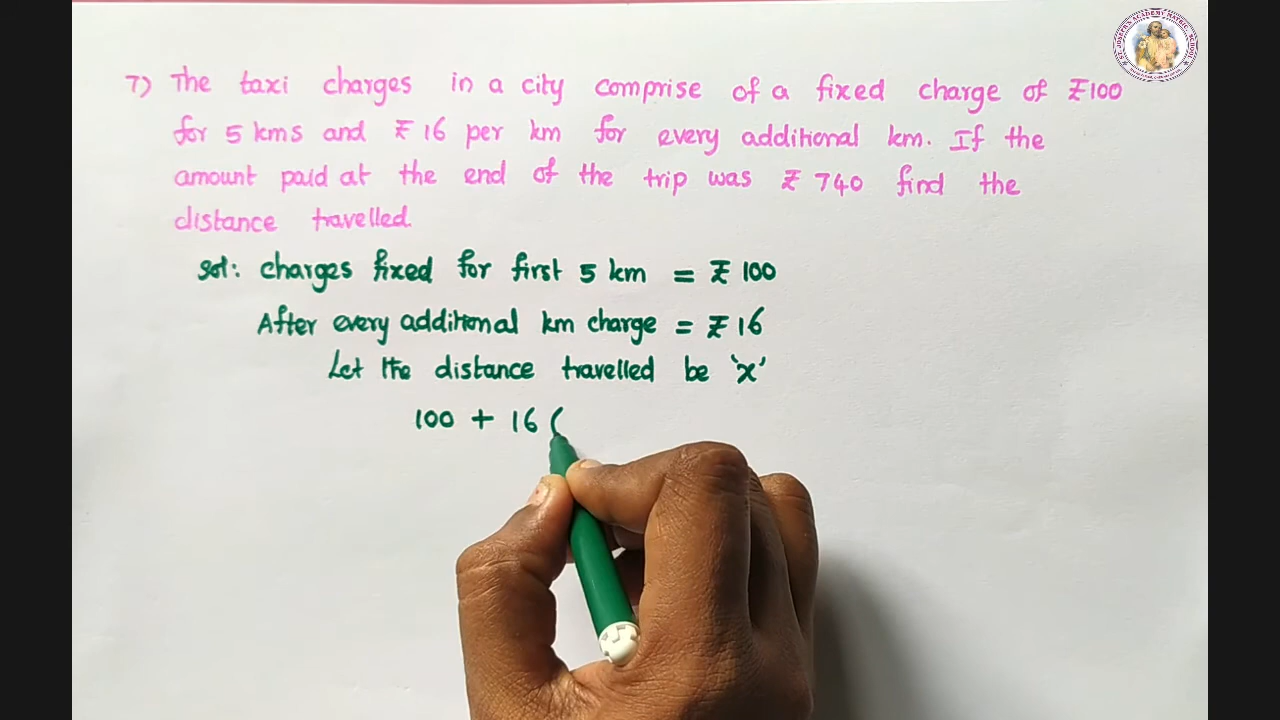 7) The taxi charges in a city comprise of a fixed charge of ₹100
for 5 kms and ₹16 per km for every additional km. If the
amount paid at the end of the trip was ₹ 740 find the
distance travelled.
Sol: charges fixed for first 5 km = ₹ 100
After every additional km charge = ₹ 16
Let the distance travelled be 'x'
100 + 16 (